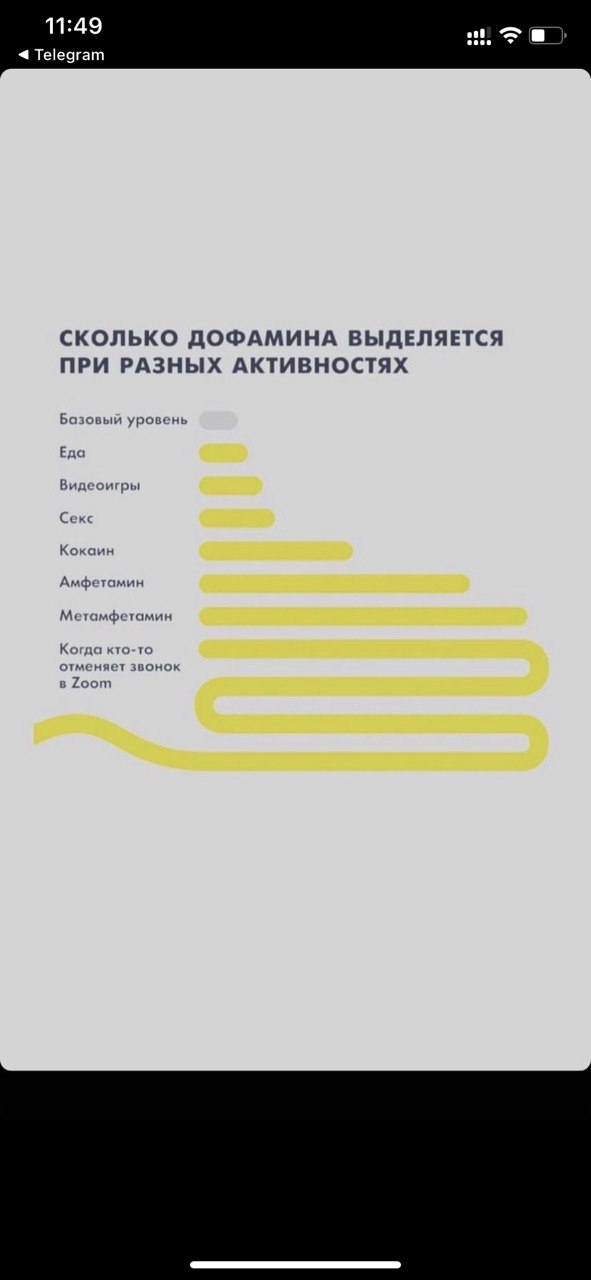 11:49
◀ Telegram
СКОЛЬКО ДОФАМИНА ВЫДЕЛЯЕТСЯ
ПРИ РАЗНЫХ АКТИВНОСТЯХ
Базовый уровень
Еда
Видеоигры
Секс
Кокаин
Амфетамин
Метамфетамин
Когда кто-то
отменяет звонок
в Zoom